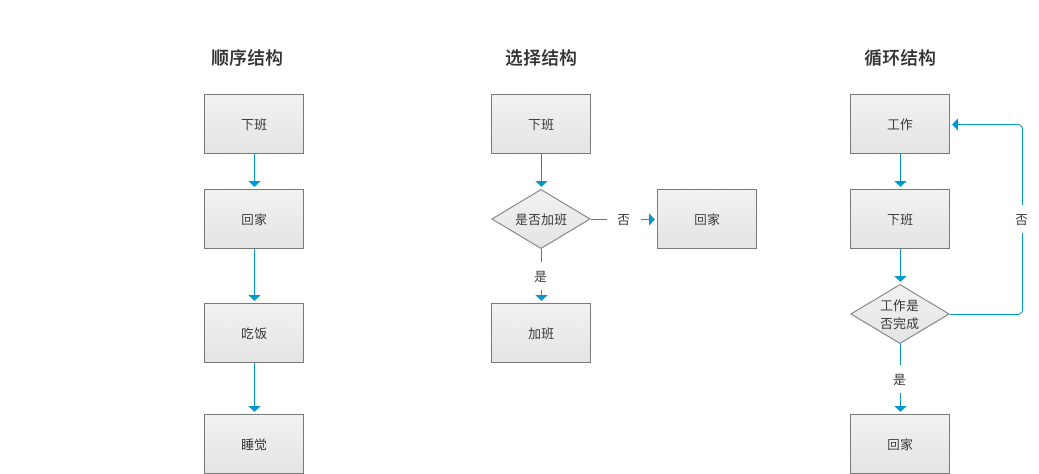 顺序结构
下班
回家
吃饭
睡觉
选择结构
下班
是否加班
否
回家
是
加班
循环结构
工作
下班
否
工作是
否完成
是
回家